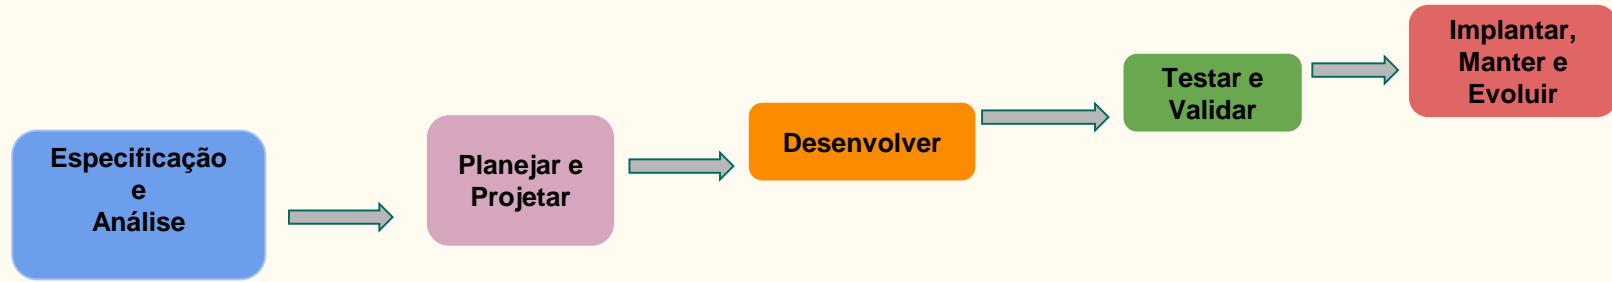 Especificação
e
Análise
Planejar e
Projetar
Desenvolver
Testar e
Validar
Implantar,
Manter e
Evoluir